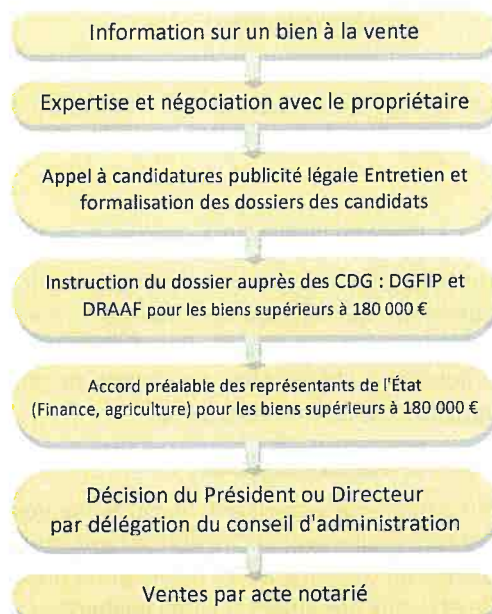 Information sur un bien à la vente
Expertise et négociation avec le propriétaire
Appel à candidatures publicité légale Entretien et
formalisation des dossiers des candidats
Instruction du dossier auprès des CDG : DGFIP et
DRAAF pour les biens supérieurs à 180 000 €
Accord préalable des représentants de l'État
(Finance, agriculture) pour les biens supérieurs à 180 000 €
Décision du Président ou Directeur
par délégation du conseil d'administration
Ventes par acte notarié